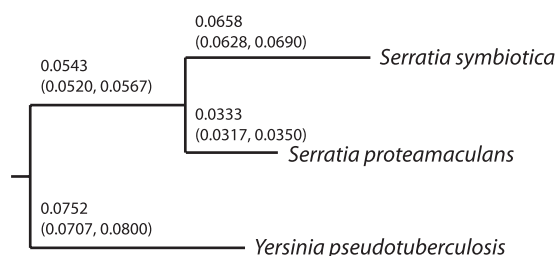 0.0658
(0.0628, 0.0690)
Serratia symbiotica
0.0543
(0.0520, 0.0567)
0.0333
(0.0317, 0.0350)
Serratia proteamaculans
0.0752
(0.0707, 0.0800)
Yersinia pseudotuberculosis